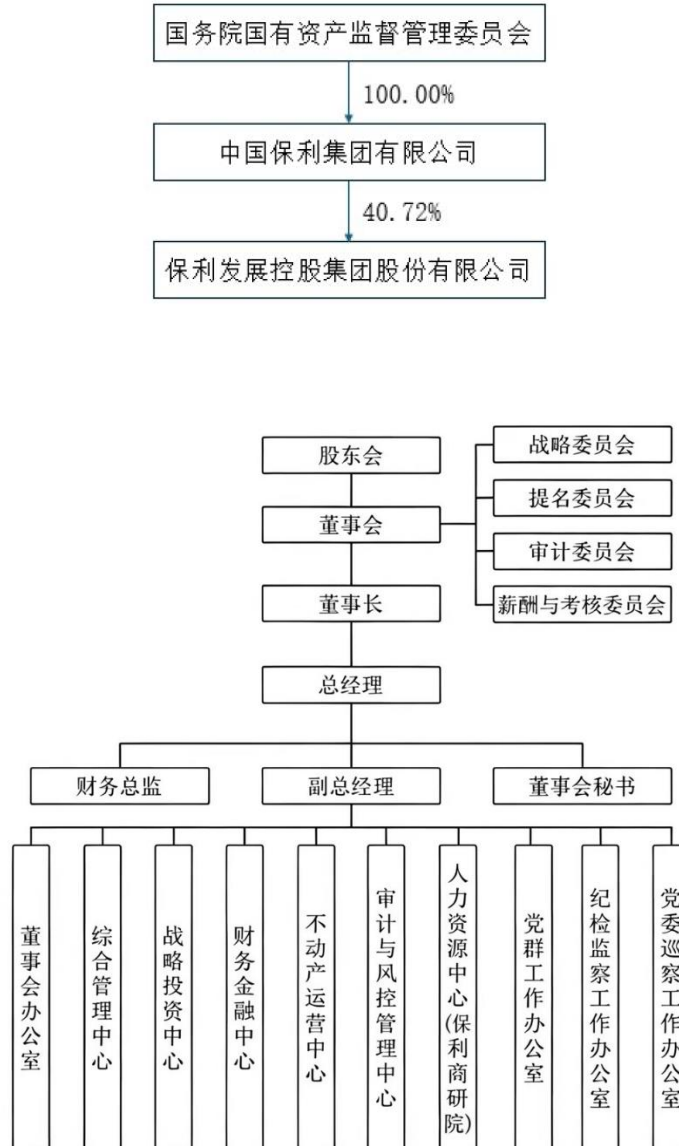 国务院国有资产监督管理委员会
100.00%
中国保利集团有限公司
40.72%
保利发展控股集团股份有限公司
股东会
董事会
董事长
总经理
战略委员会
提名委员会
审计委员会
薪酬与考核委员会
财务总监
副总经理
董事会秘书
董事会办公室
综合管理中心
战略投资中心
财务金融中心
不动产运营中心
审计与风控管理中心
人力资源中心(保利商研院)
党群工作办公室
纪检监察工作办公室
党委巡察工作办公室